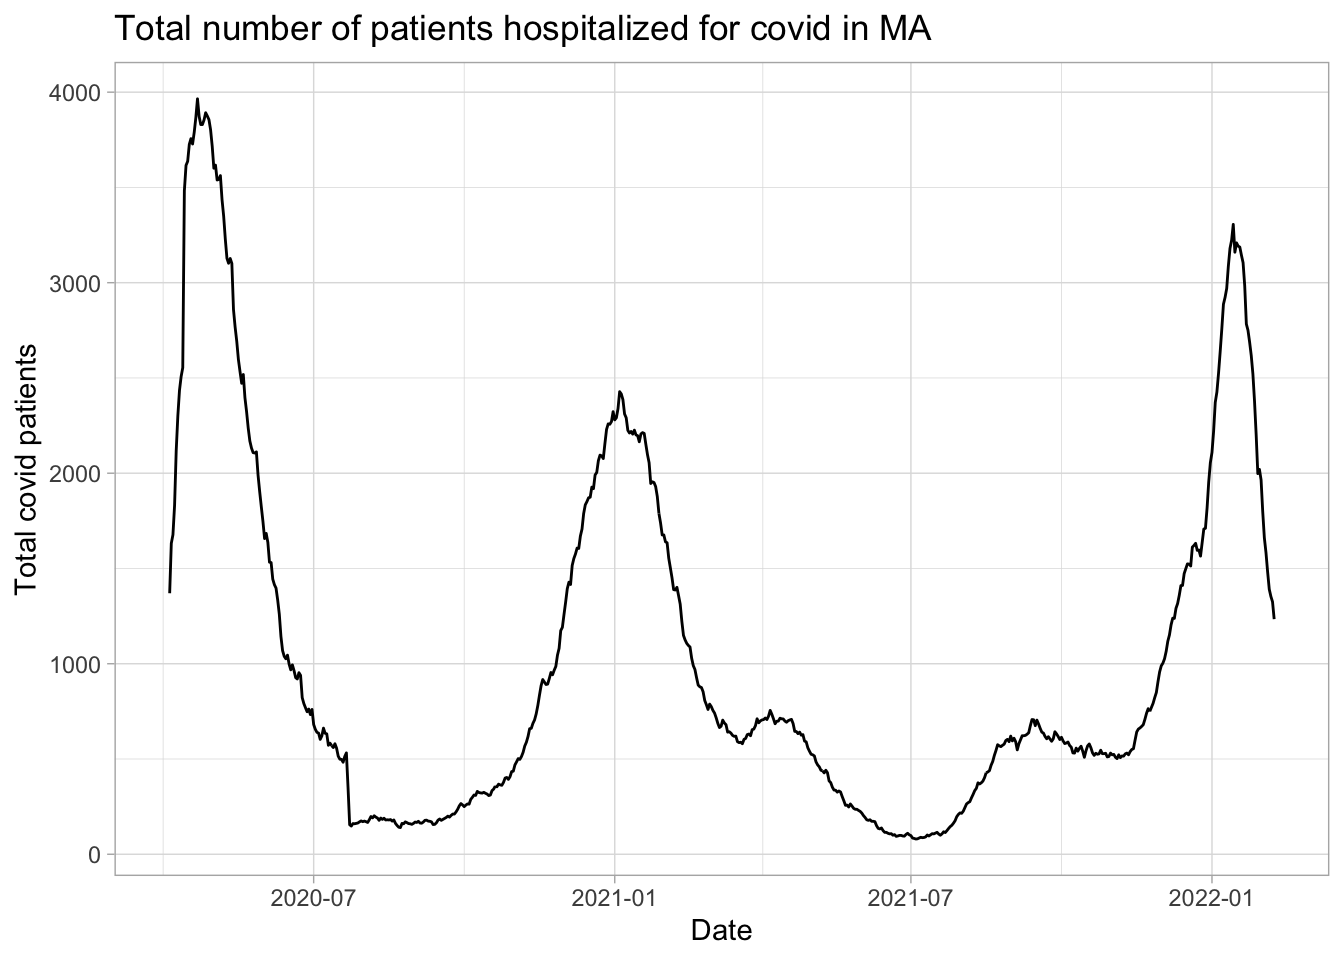 Total number of patients hospitalized for covid in MA
Total covid patients
4000
3000
2000
1000
0
2020-07 2021-01 2021-07 2022-01
Date